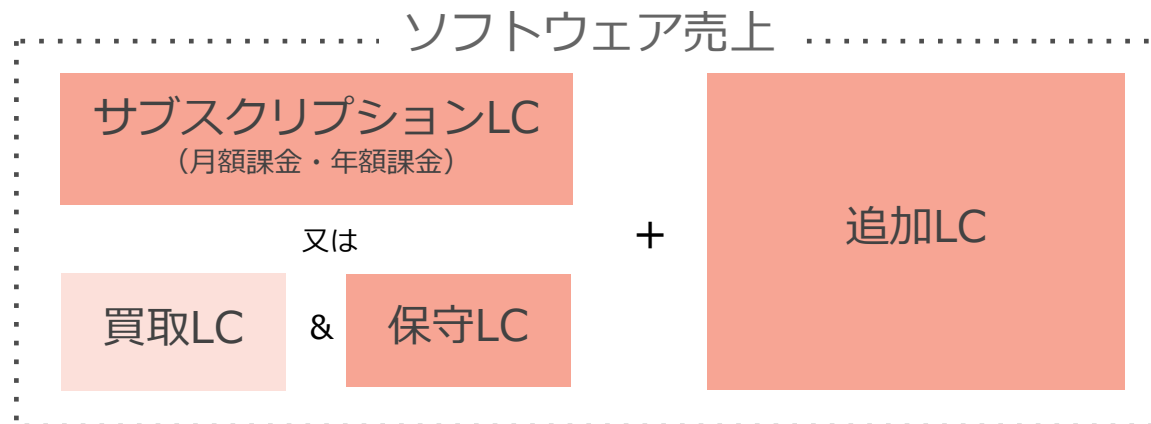 ソフトウェア売上
サブスクリプションLC
（月額課金・年額課金）
又は
買取LC
&
保守LC
+
追加LC